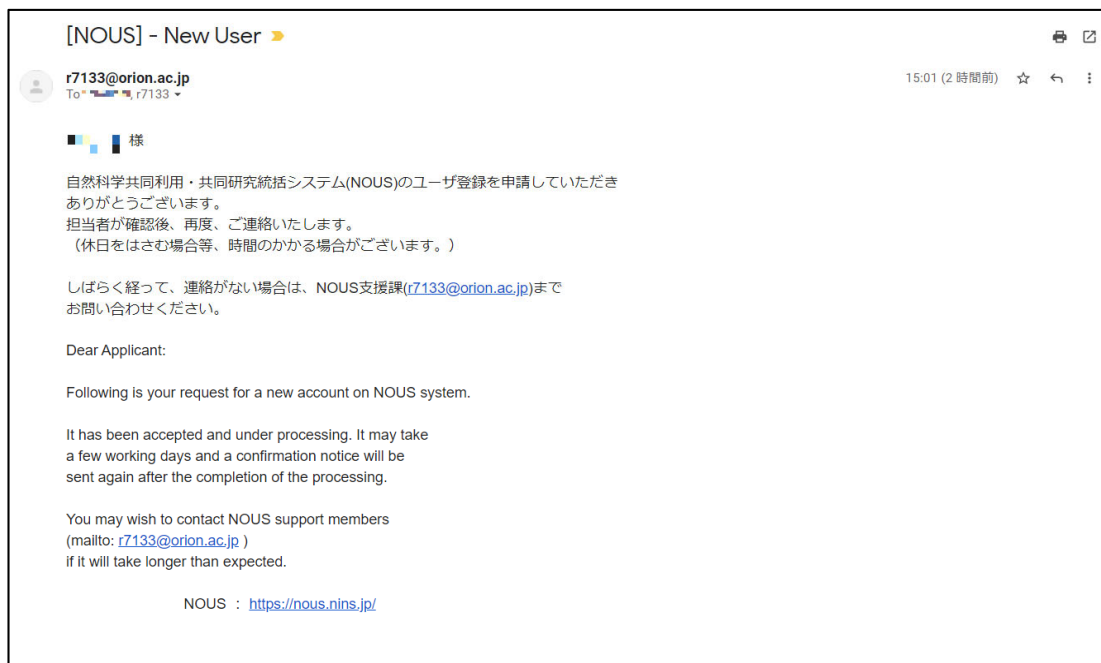 [NOUS] - New User
r7133@orion.ac.jp
15:01 (2 時間前)
To , r7133
様
自然科学共同利用・共同研究統括システム(NOUS)のユーザ登録を申請していただき
ありがとうございます。
担当者が確認後、再度、ご連絡いたします。
（休日をはさむ場合等、時間のかかる場合がございます。）
しばらく経って、連絡がない場合は、NOUS支援課(r7133@orion.ac.jp)まで
お問い合わせください。
Dear Applicant:
Following is your request for a new account on NOUS system.
It has been accepted and under processing. It may take
a few working days and a confirmation notice will be
sent again after the completion of the processing.
You may wish to contact NOUS support members
(mailto: r7133@orion.ac.jp )
if it will take longer than expected.
NOUS : https://nous.nins.jp/